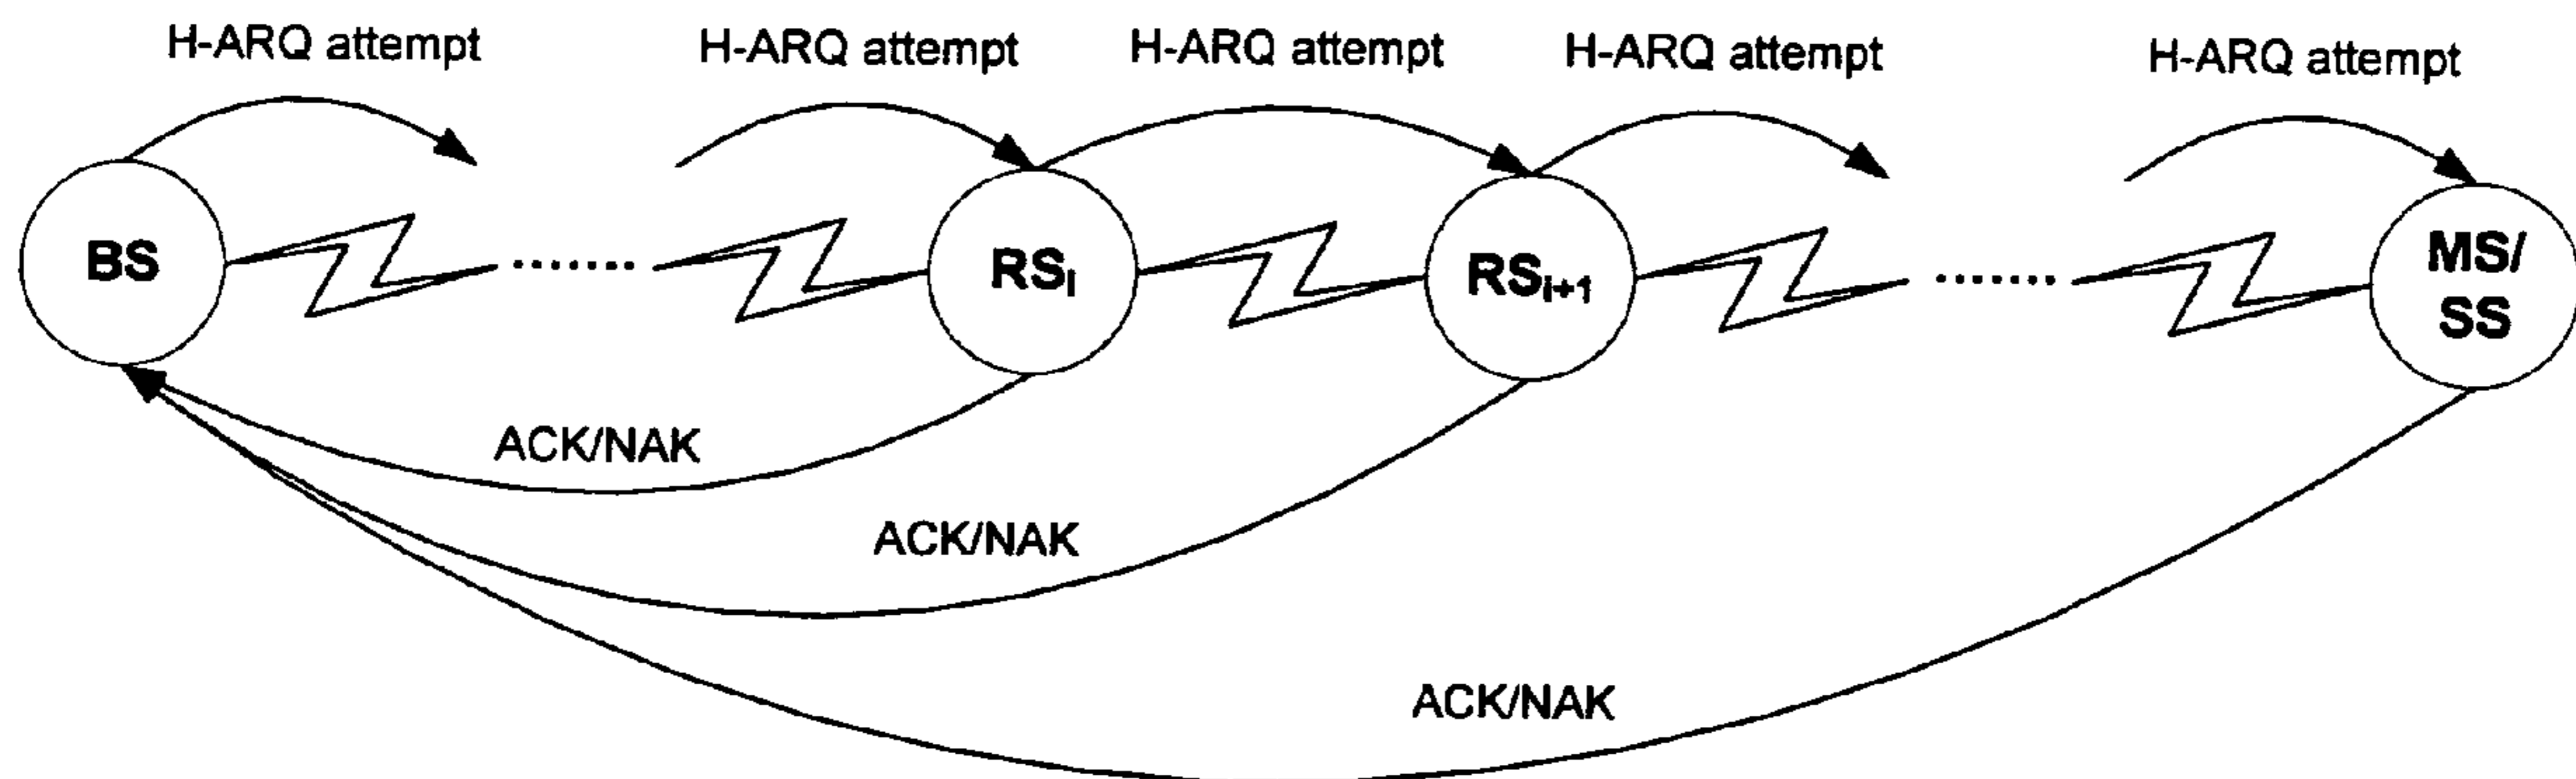 H-ARQ attempt
H-ARQ attempt
H-ARQ attempt
H-ARQ attempt
H-ARQ attempt
BS
RSi
RSi+1
MS/
SS
ACK/NAK
ACK/NAK
ACK/NAK